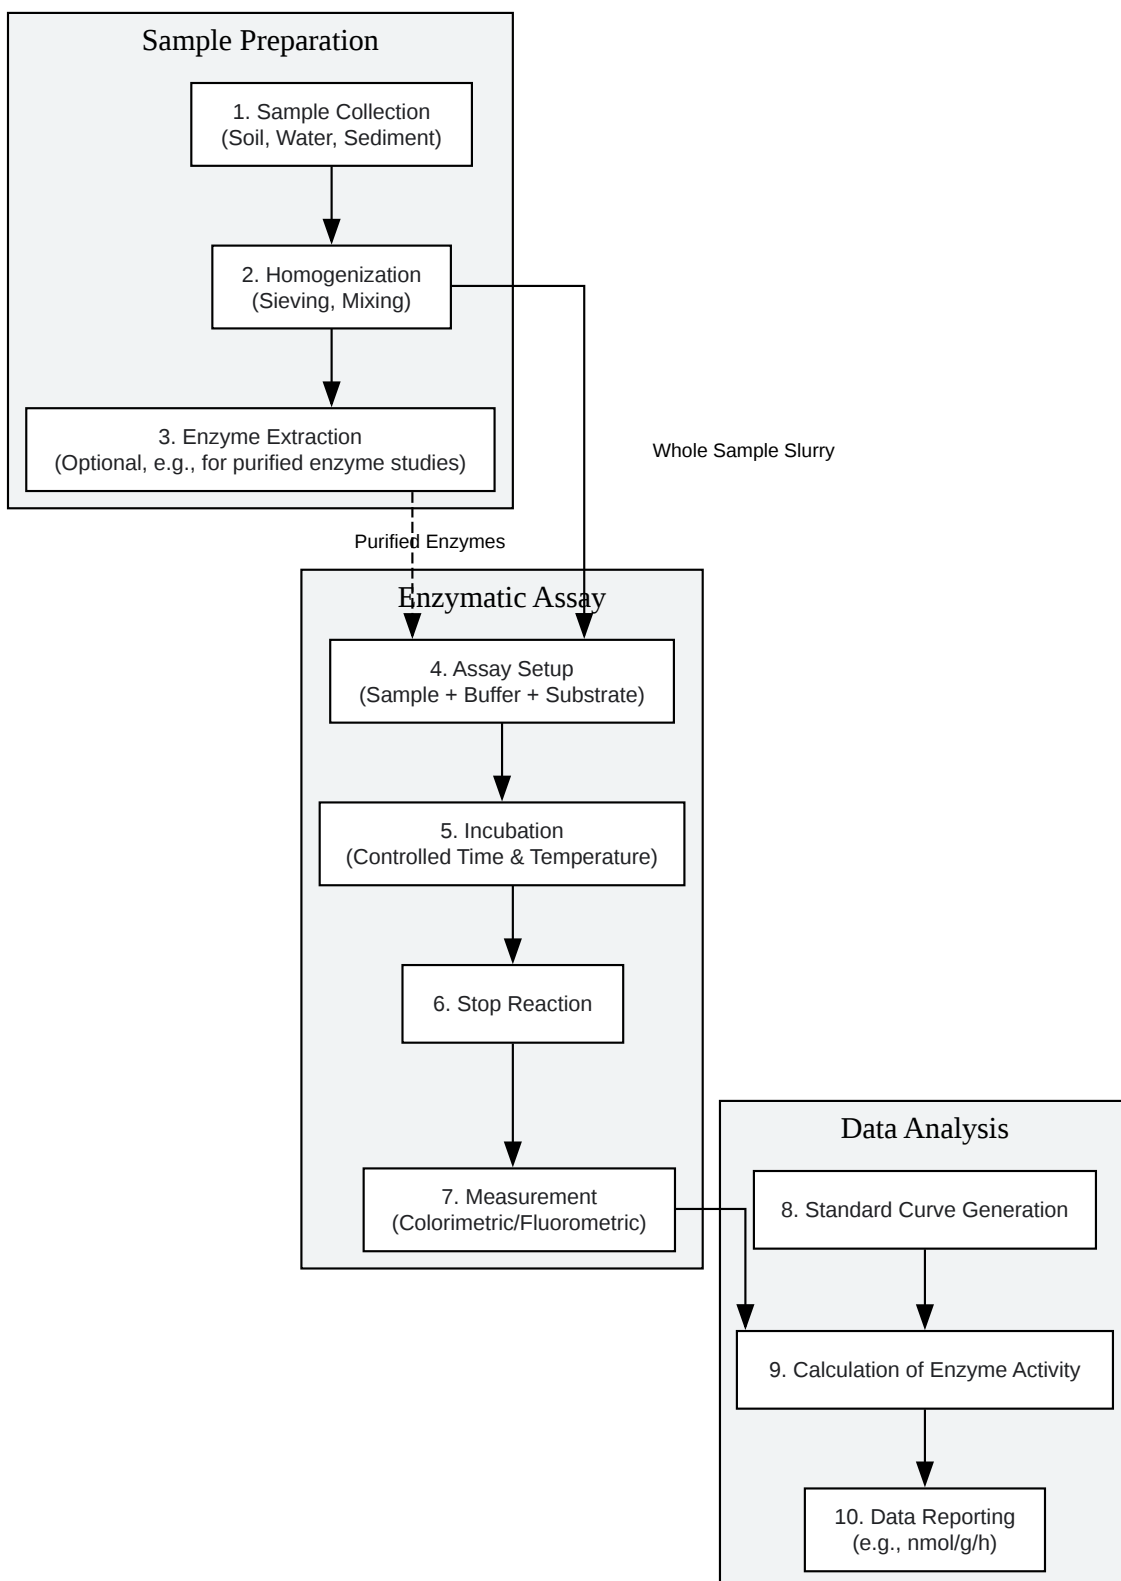 Sample Preparation
1. Sample Collection
(Soil, Water, Sediment)
2. Homogenization
(Sieving, Mixing)
3. Enzyme Extraction
(Optional, e.g., for purified enzyme studies)
Whole Sample Slurry
Purified Enzymes
Enzymatic Assay
4. Assay Setup
(Sample + Buffer + Substrate)
5. Incubation
(Controlled Time & Temperature)
6. Stop Reaction
7. Measurement
(Colorimetric/Fluorometric)
Data Analysis
8. Standard Curve Generation
9. Calculation of Enzyme Activity
10. Data Reporting
(e.g., nmol/g/h)